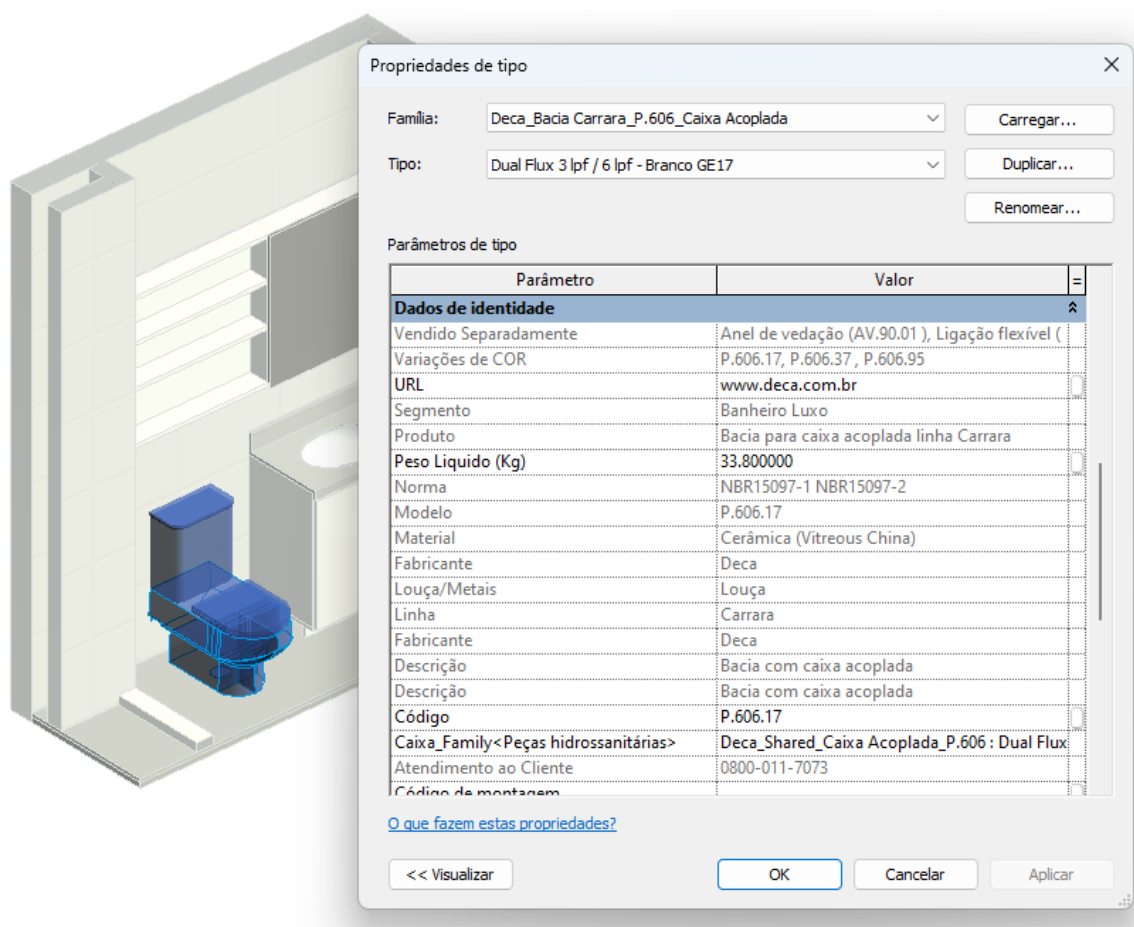 Propriedades de tipo
Família: Deca_Bacia Carrara_P.606_Caixa Acoplada Carregar...
Tipo: Dual Flux 3 lpf / 6 lpf - Branco GE17 Duplicar...
Renomear...
Parâmetros de tipo
Parâmetro Valor =
Dados de identidade
Vendido Separadamente Anel de vedação (AV.90.01 ), Ligação flexível (
Variações de COR P.606.17, P.606.37 , P.606.95
URL www.deca.com.br
Segmento Banheiro Luxo
Produto Bacia para caixa acoplada linha Carrara
Peso Liquido (Kg) 33.800000
Norma NBR15097-1 NBR15097-2
Modelo P.606.17
Material Cerâmica (Vitreous China)
Fabricante Deca
Louça/Metais Louça
Linha Carrara
Fabricante Deca
Descrição Bacia com caixa acoplada
Descrição Bacia com caixa acoplada
Código P.606.17
Caixa_Family<Peças hidrossanitárias> Deca_Shared_Caixa Acoplada_P.606 : Dual Flux
Atendimento ao Cliente 0800-011-7073
Código de montagem
O que fazem estas propriedades?
<< Visualizar OK Cancelar Aplicar